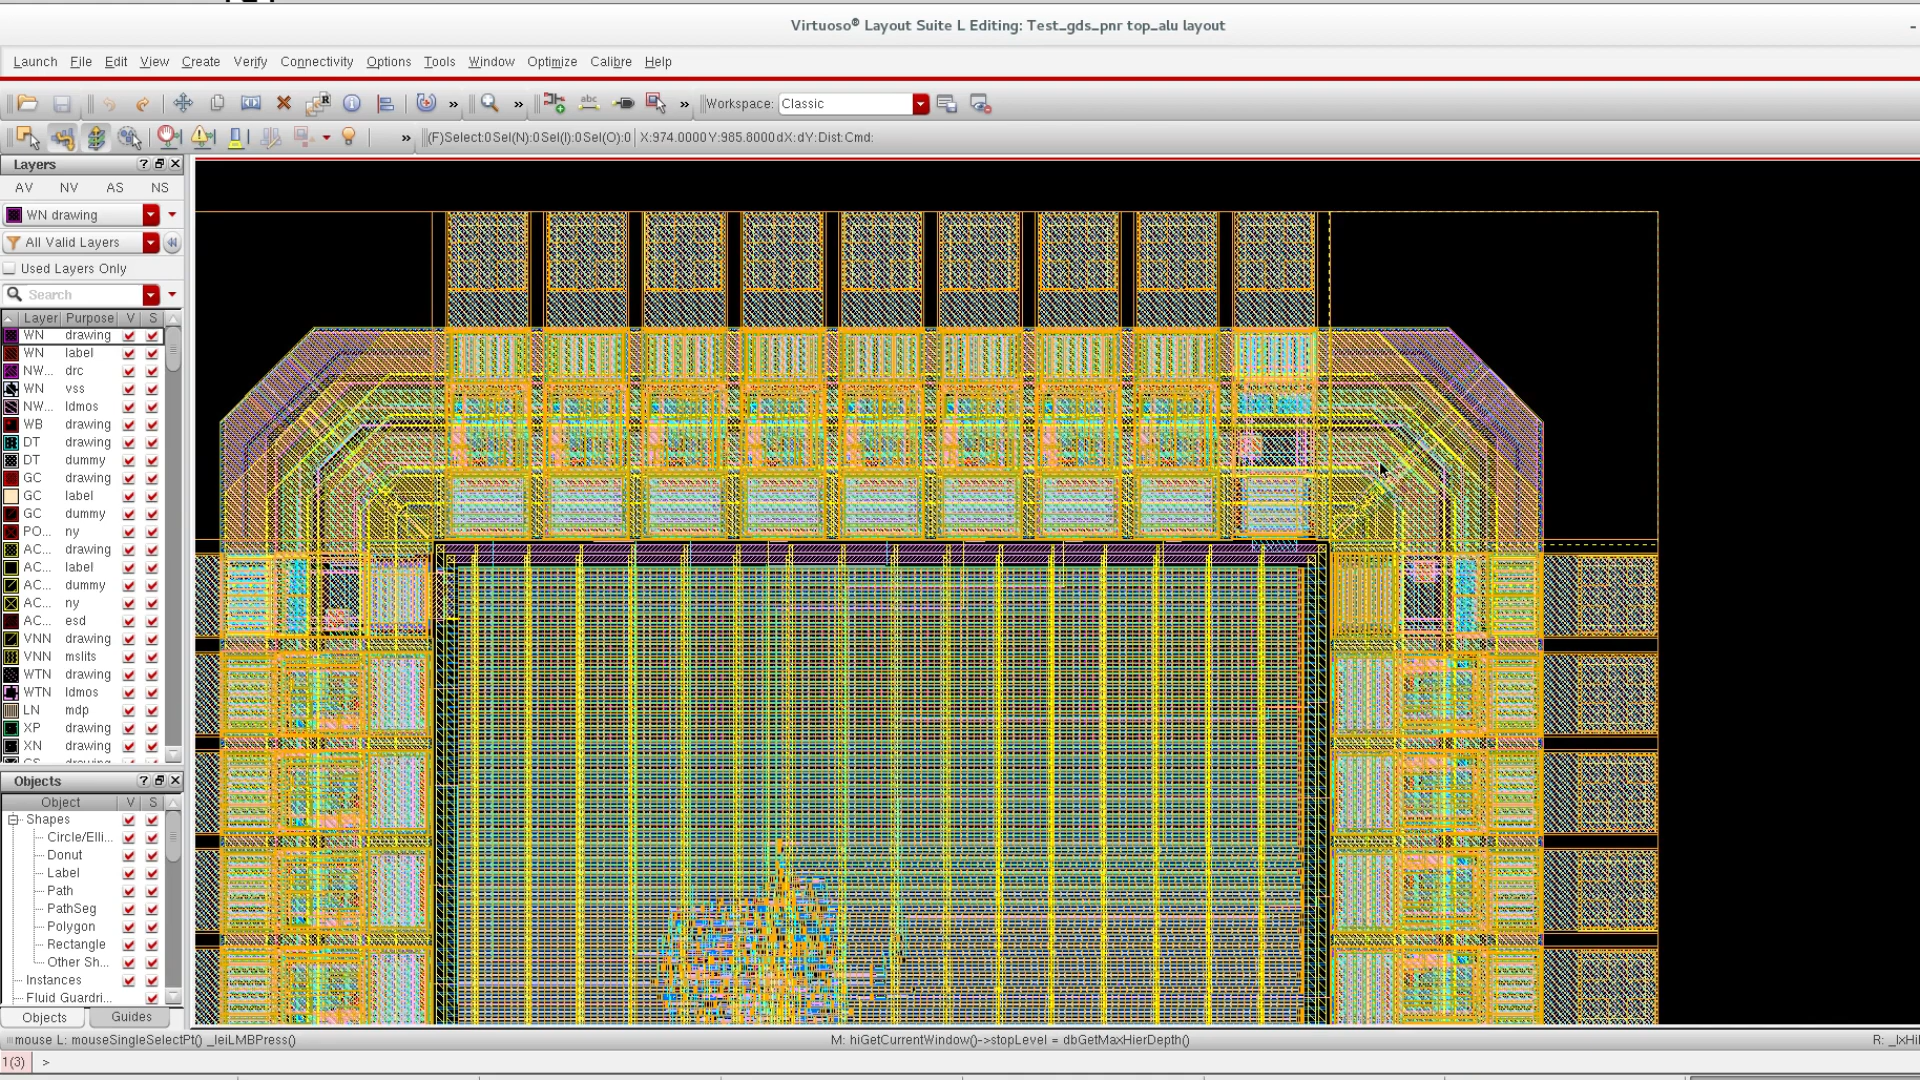 Virtuoso® Layout Suite L Editing: Test_gds_pnr top_alu layout
Launch File Edit View Create Verify Connectivity Options Tools Window Optimize Calibre Help
Workspace: Classic
(F)Select:0 Sel(N):0 Sel(I):0 Sel(O):0 X:974.0000 Y:985.8000 dX: dY: Dist: Cmd:
Layers
AV NV AS NS
WN drawing
All Valid Layers
Used Layers Only
Search
Layer Purpose V S
WN drawing
WN label
NW... drc
WN vss
NW... ldmos
WB drawing
DT drawing
DT dummy
GC drawing
GC label
GC dummy
PO... ny
AC... drawing
AC... label
AC... dummy
AC... ny
AC... esd
VNN drawing
VNN mslits
WTN drawing
WTN ldmos
LN mdp
XP drawing
XN drawing
Objects
Object V S
Shapes
Circle/Elli...
Donut
Label
Path
PathSeg
Polygon
Rectangle
Other Sh...
Instances
Fluid Guardri...
Objects Guides
mouse L: mouseSingleSelectPt() _leiLMBPress() M: hiGetCurrentWindow()->stopLevel = dbGetMaxHierDepth() R: _lxHi
1(3) >